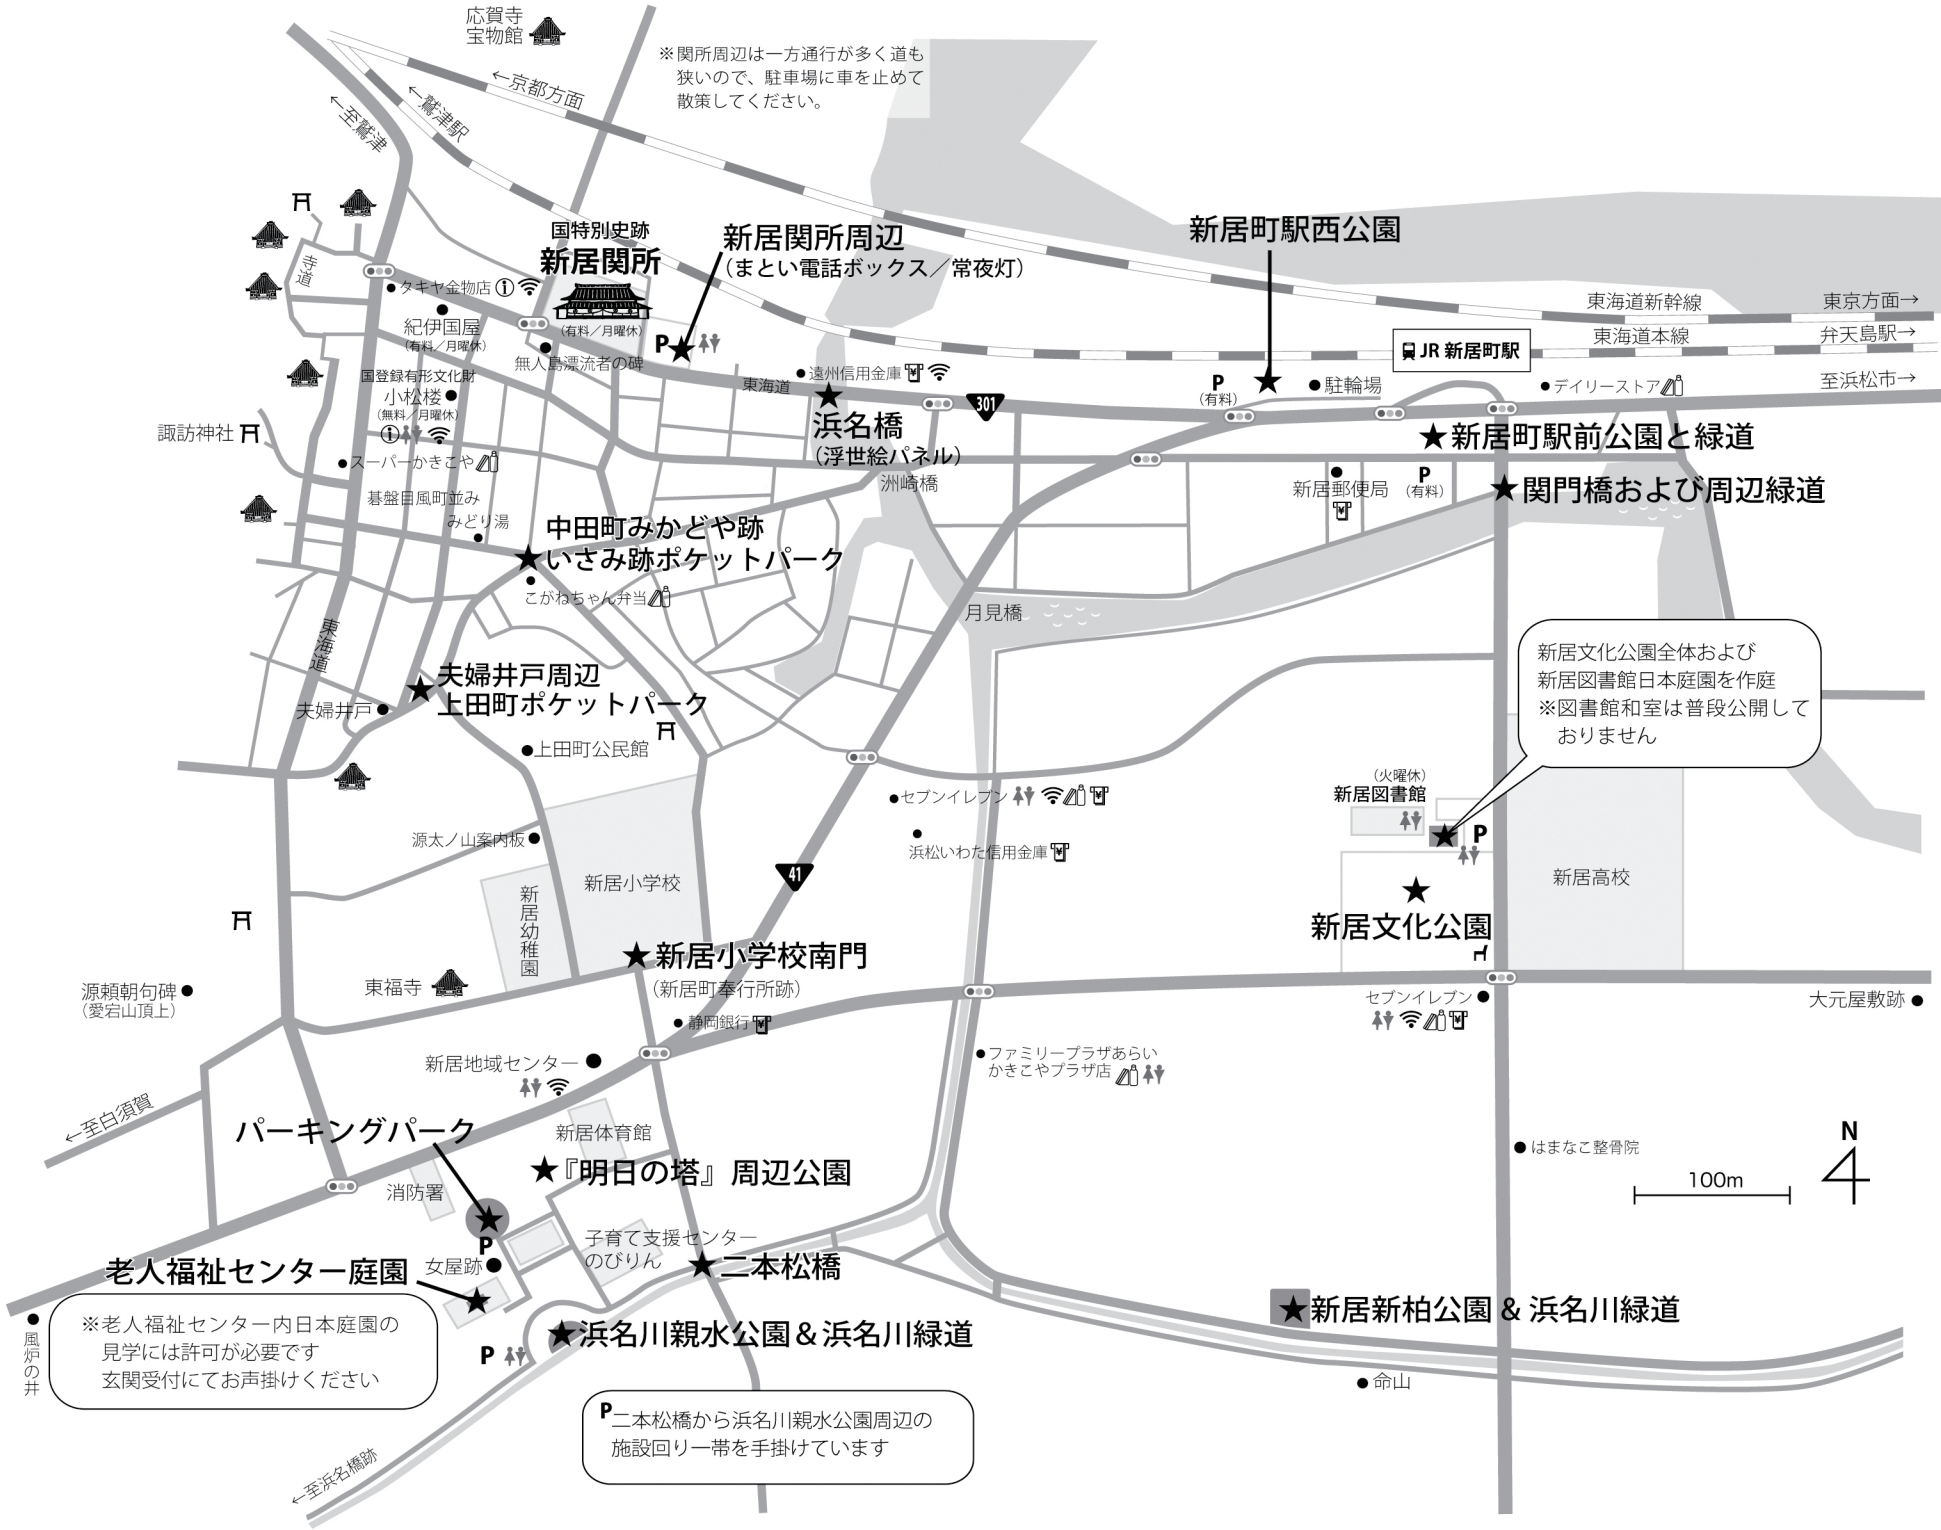 応賀寺
宝物館
※関所周辺は一方通行が多く道も
狭いので、駐車場に車を止めて
散策してください。
←京都方面
←鷲津駅
←至鷲津
国特別史跡
新居関所
(有料／月曜休)
新居関所周辺
(まとい電話ボックス／常夜灯)
新居町駅西公園
寺道
タキヤ金物店
紀伊国屋
(有料／月曜休)
無人島漂流者の碑
P
東海道新幹線
東京方面→
東海道本線
弁天島駅→
JR 新居町駅
至浜松市→
国登録有形文化財
小松楼
(無料／月曜休)
東海道
遠州信用金庫
浜名橋
(浮世絵パネル)
301
P
(有料)
駐輪場
デイリーストア
新居町駅前公園と緑道
諏訪神社
スーパーかきこや
碁盤目風町並み
みどり湯
洲崎橋
新居郵便局
P
(有料)
関門橋および周辺緑道
中田町みかどや跡
いさみ跡ポケットパーク
こがねちゃん弁当
月見橋
東海道
夫婦井戸周辺
上田町ポケットパーク
夫婦井戸
上田町公民館
新居文化公園全体および
新居図書館日本庭園を作庭
※図書館和室は普段公開して
おりません
セブンイレブン
浜松いわた信用金庫
(火曜休)
新居図書館
P
源太ノ山案内板
新居小学校
新居幼稚園
41
新居高校
新居文化公園
新居小学校南門
(新居町奉行所跡)
東福寺
源頼朝句碑
(愛宕山頂上)
静岡銀行
セブンイレブン
大元屋敷跡
新居地域センター
ファミリープラザあらい
かきこやプラザ店
←至白須賀
パーキングパーク
新居体育館
『明日の塔』周辺公園
消防署
はまなこ整骨院
N
100m
P
女屋跡
子育て支援センター
のびりん
老人福祉センター庭園
二本松橋
※老人福祉センター内日本庭園の
見学には許可が必要です
玄関受付にてお声掛けください
風炉の井
P
浜名川親水公園＆浜名川緑道
新居新柏公園 & 浜名川緑道
命山
P二本松橋から浜名川親水公園周辺の
施設回り一帯を手掛けています
←至浜名橋跡